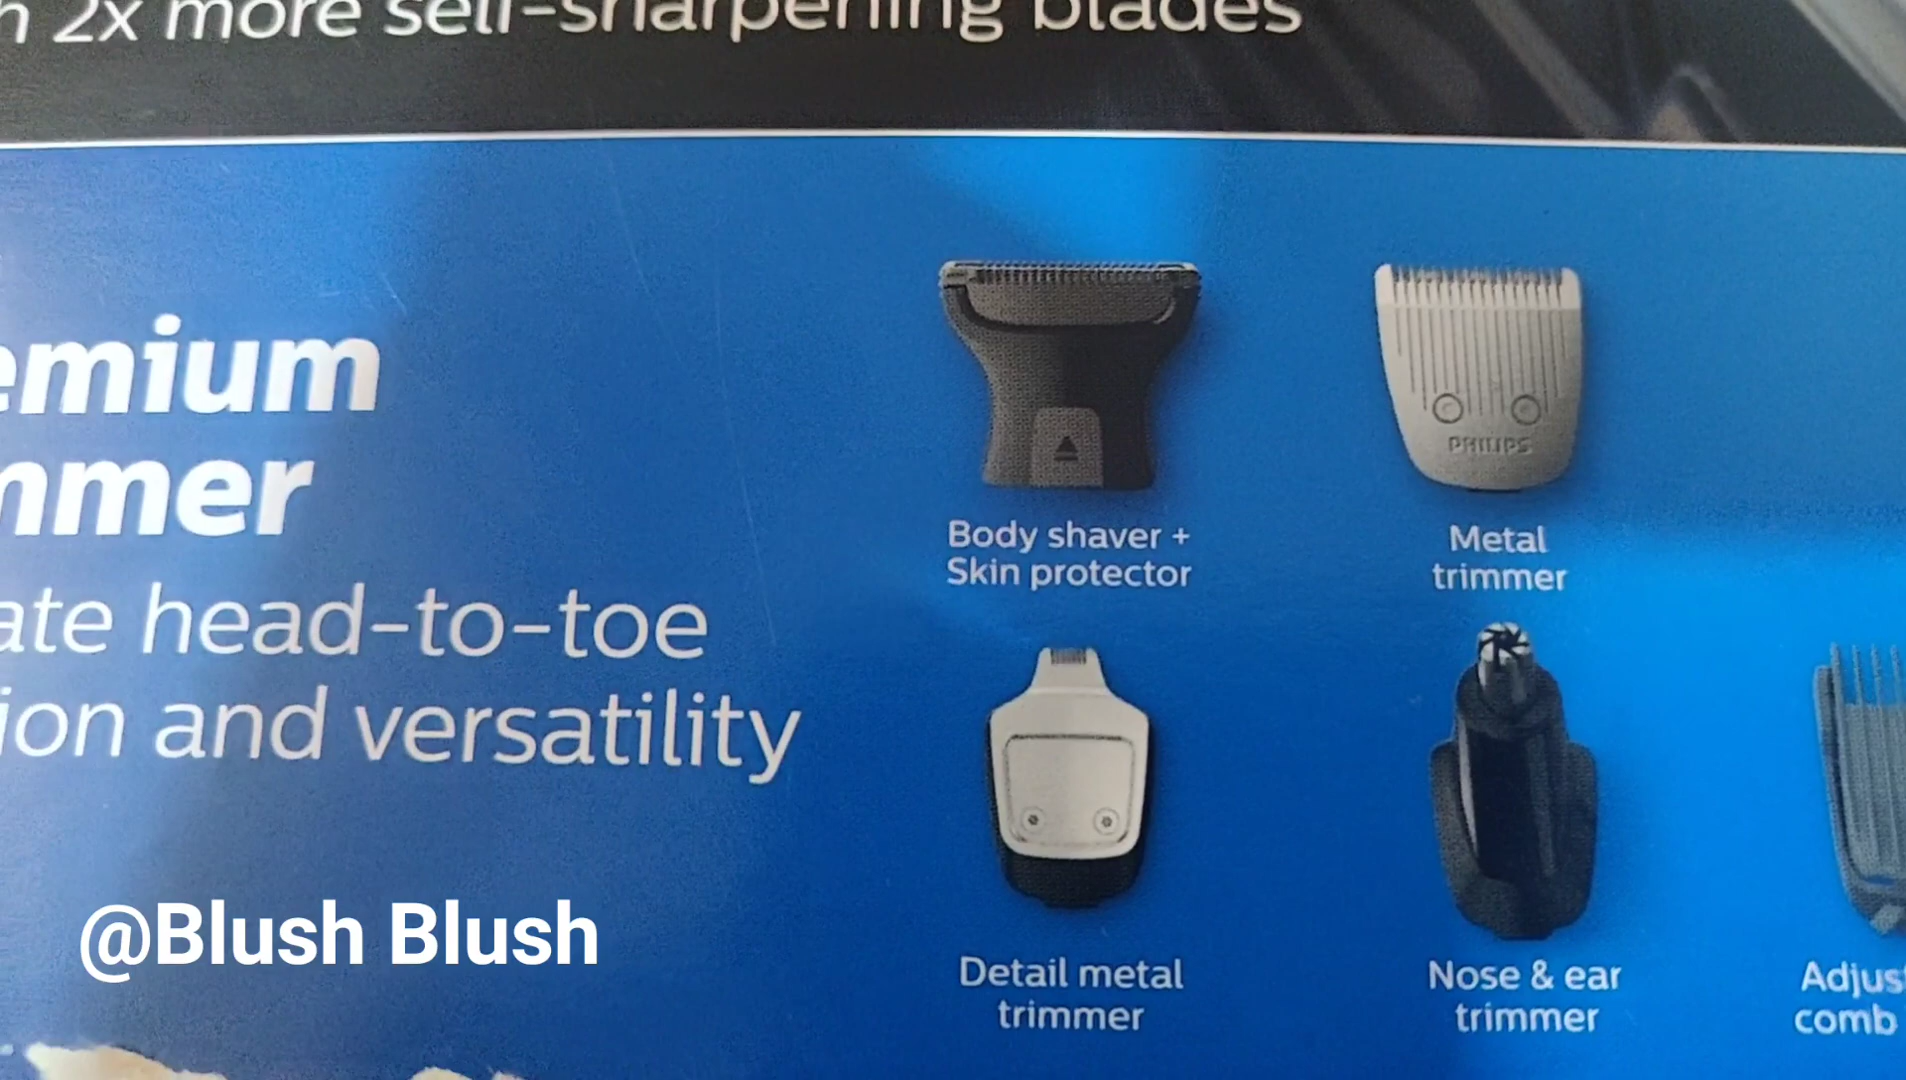 2x more self-sharpening blades
emium
mmer
ate head-to-toe
ion and versatility
PHILIPS
Body shaver +
Skin protector
Metal
trimmer
Detail metal
trimmer
Nose & ear
trimmer
Adjus
comb
@Blush Blush